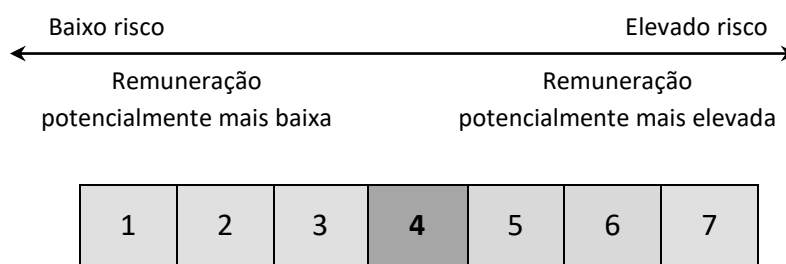 Baixo risco Elevado risco
Remuneração Remuneração
potencialmente mais baixa potencialmente mais elevada
1 2 3 4 5 6 7